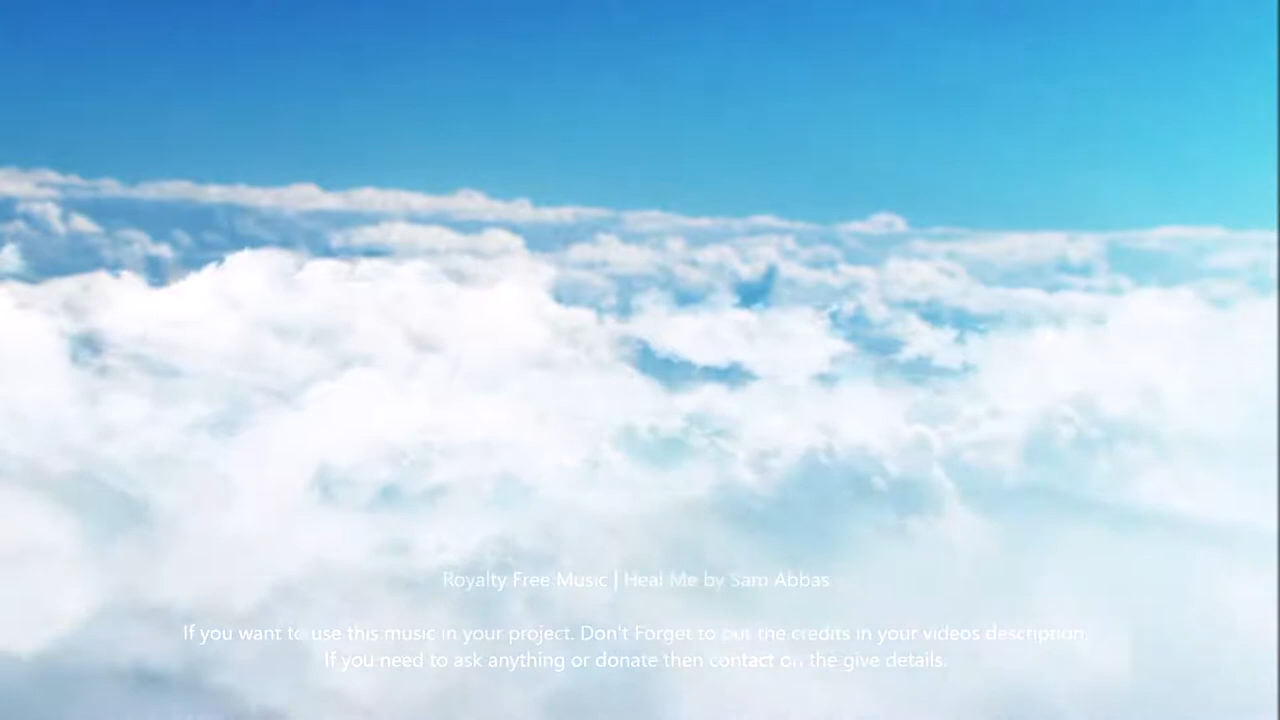 Royalty Free Music | Heal Me by Sam Abbas
If you want to use this music in your project. Don't Forget to put the credits in your videos description.
If you need to ask anything or donate then contact on the give details.